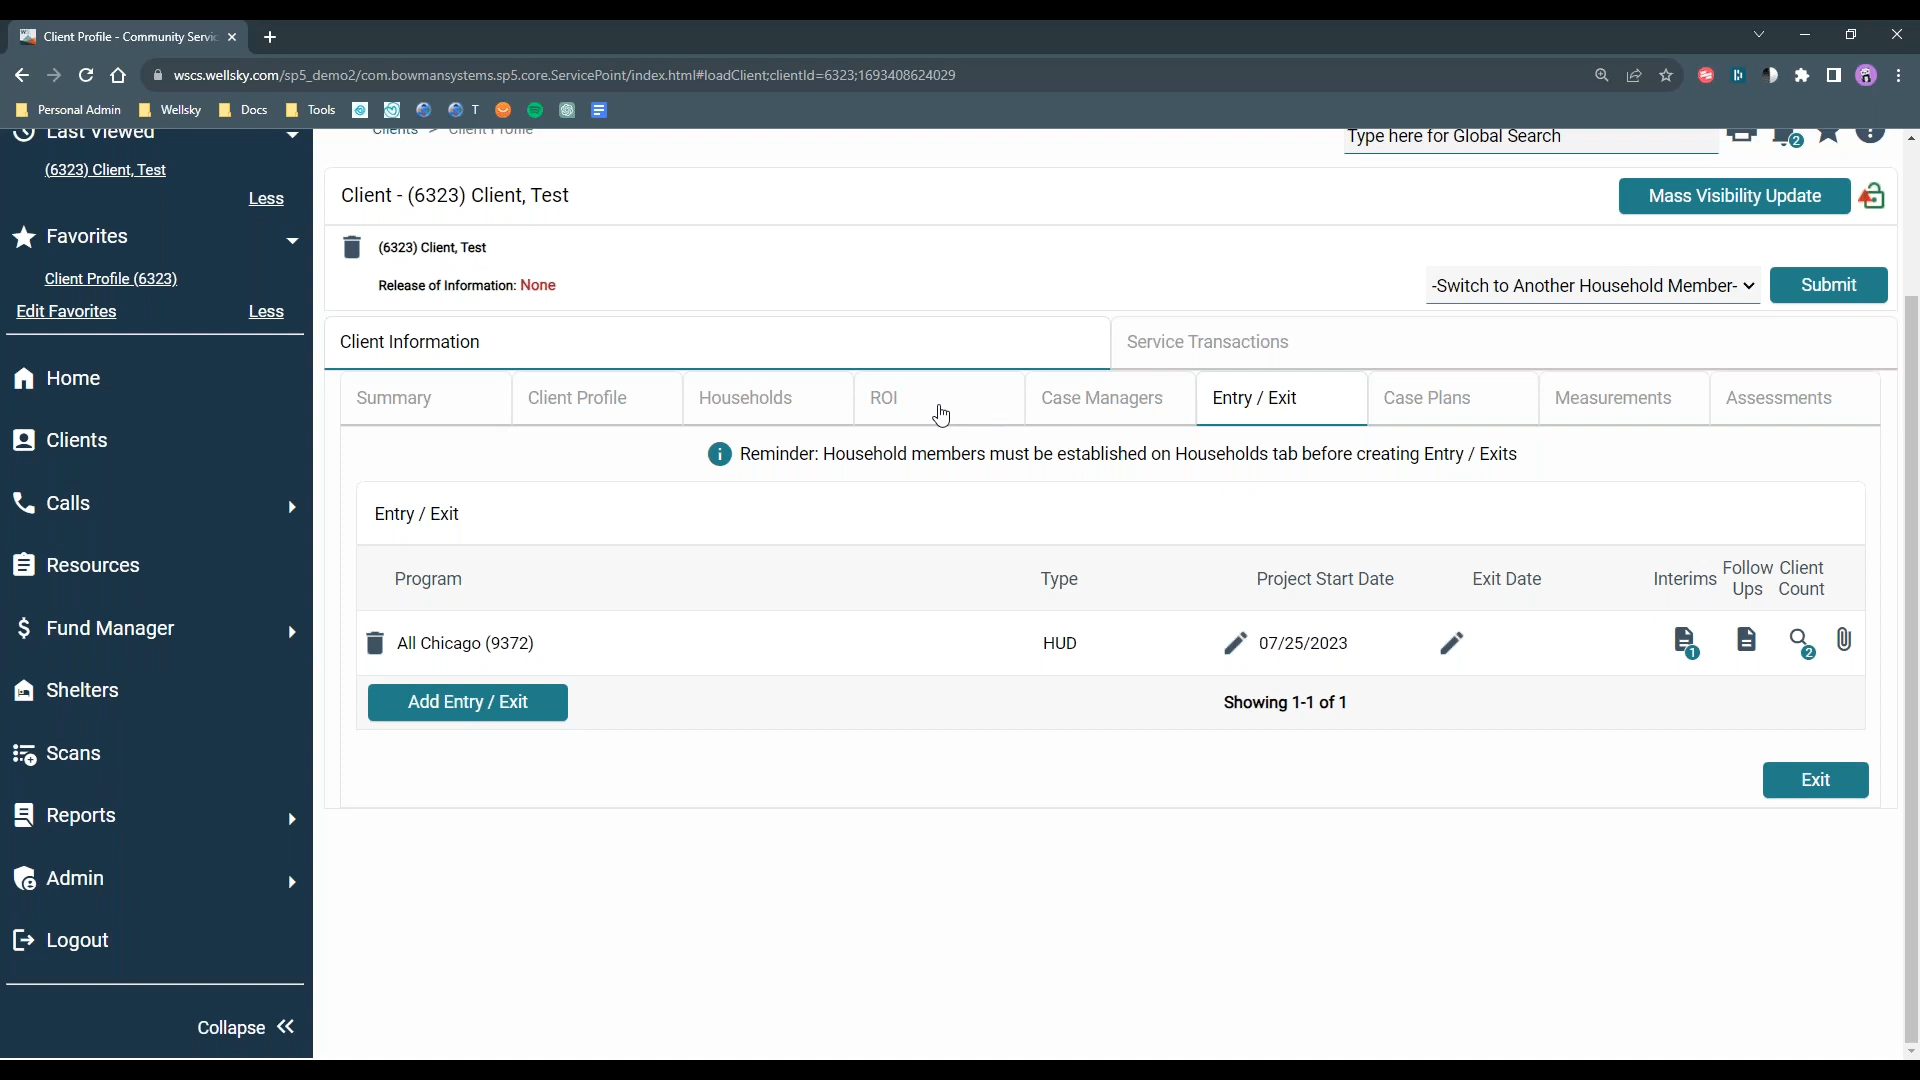 Client Profile - Community Servic
wscs.wellsky.com/sp5_demo2/com.bowmansystems.sp5.core.ServicePoint/index.html#loadClient;clientId=6323;1693408624029
Personal Admin Wellsky Docs Tools T
Last Viewed
(6323) Client, Test
Less
Favorites
Client Profile (6323)
Edit Favorites Less
Home
Clients
Calls
Resources
$ Fund Manager
Shelters
Scans
Reports
Admin
Logout
Collapse
Clients > Client Profile
Type here for Global Search
2
Client - (6323) Client, Test
Mass Visibility Update
(6323) Client, Test
Release of Information: None
-Switch to Another Household Member- Submit
Client Information Service Transactions
Summary Client Profile Households ROI Case Managers Entry / Exit Case Plans Measurements Assessments
Reminder: Household members must be established on Households tab before creating Entry / Exits
Entry / Exit
Program Type Project Start Date Exit Date Interims Follow Ups Client Count
All Chicago (9372) HUD 07/25/2023 1 2
Add Entry / Exit Showing 1-1 of 1
Exit